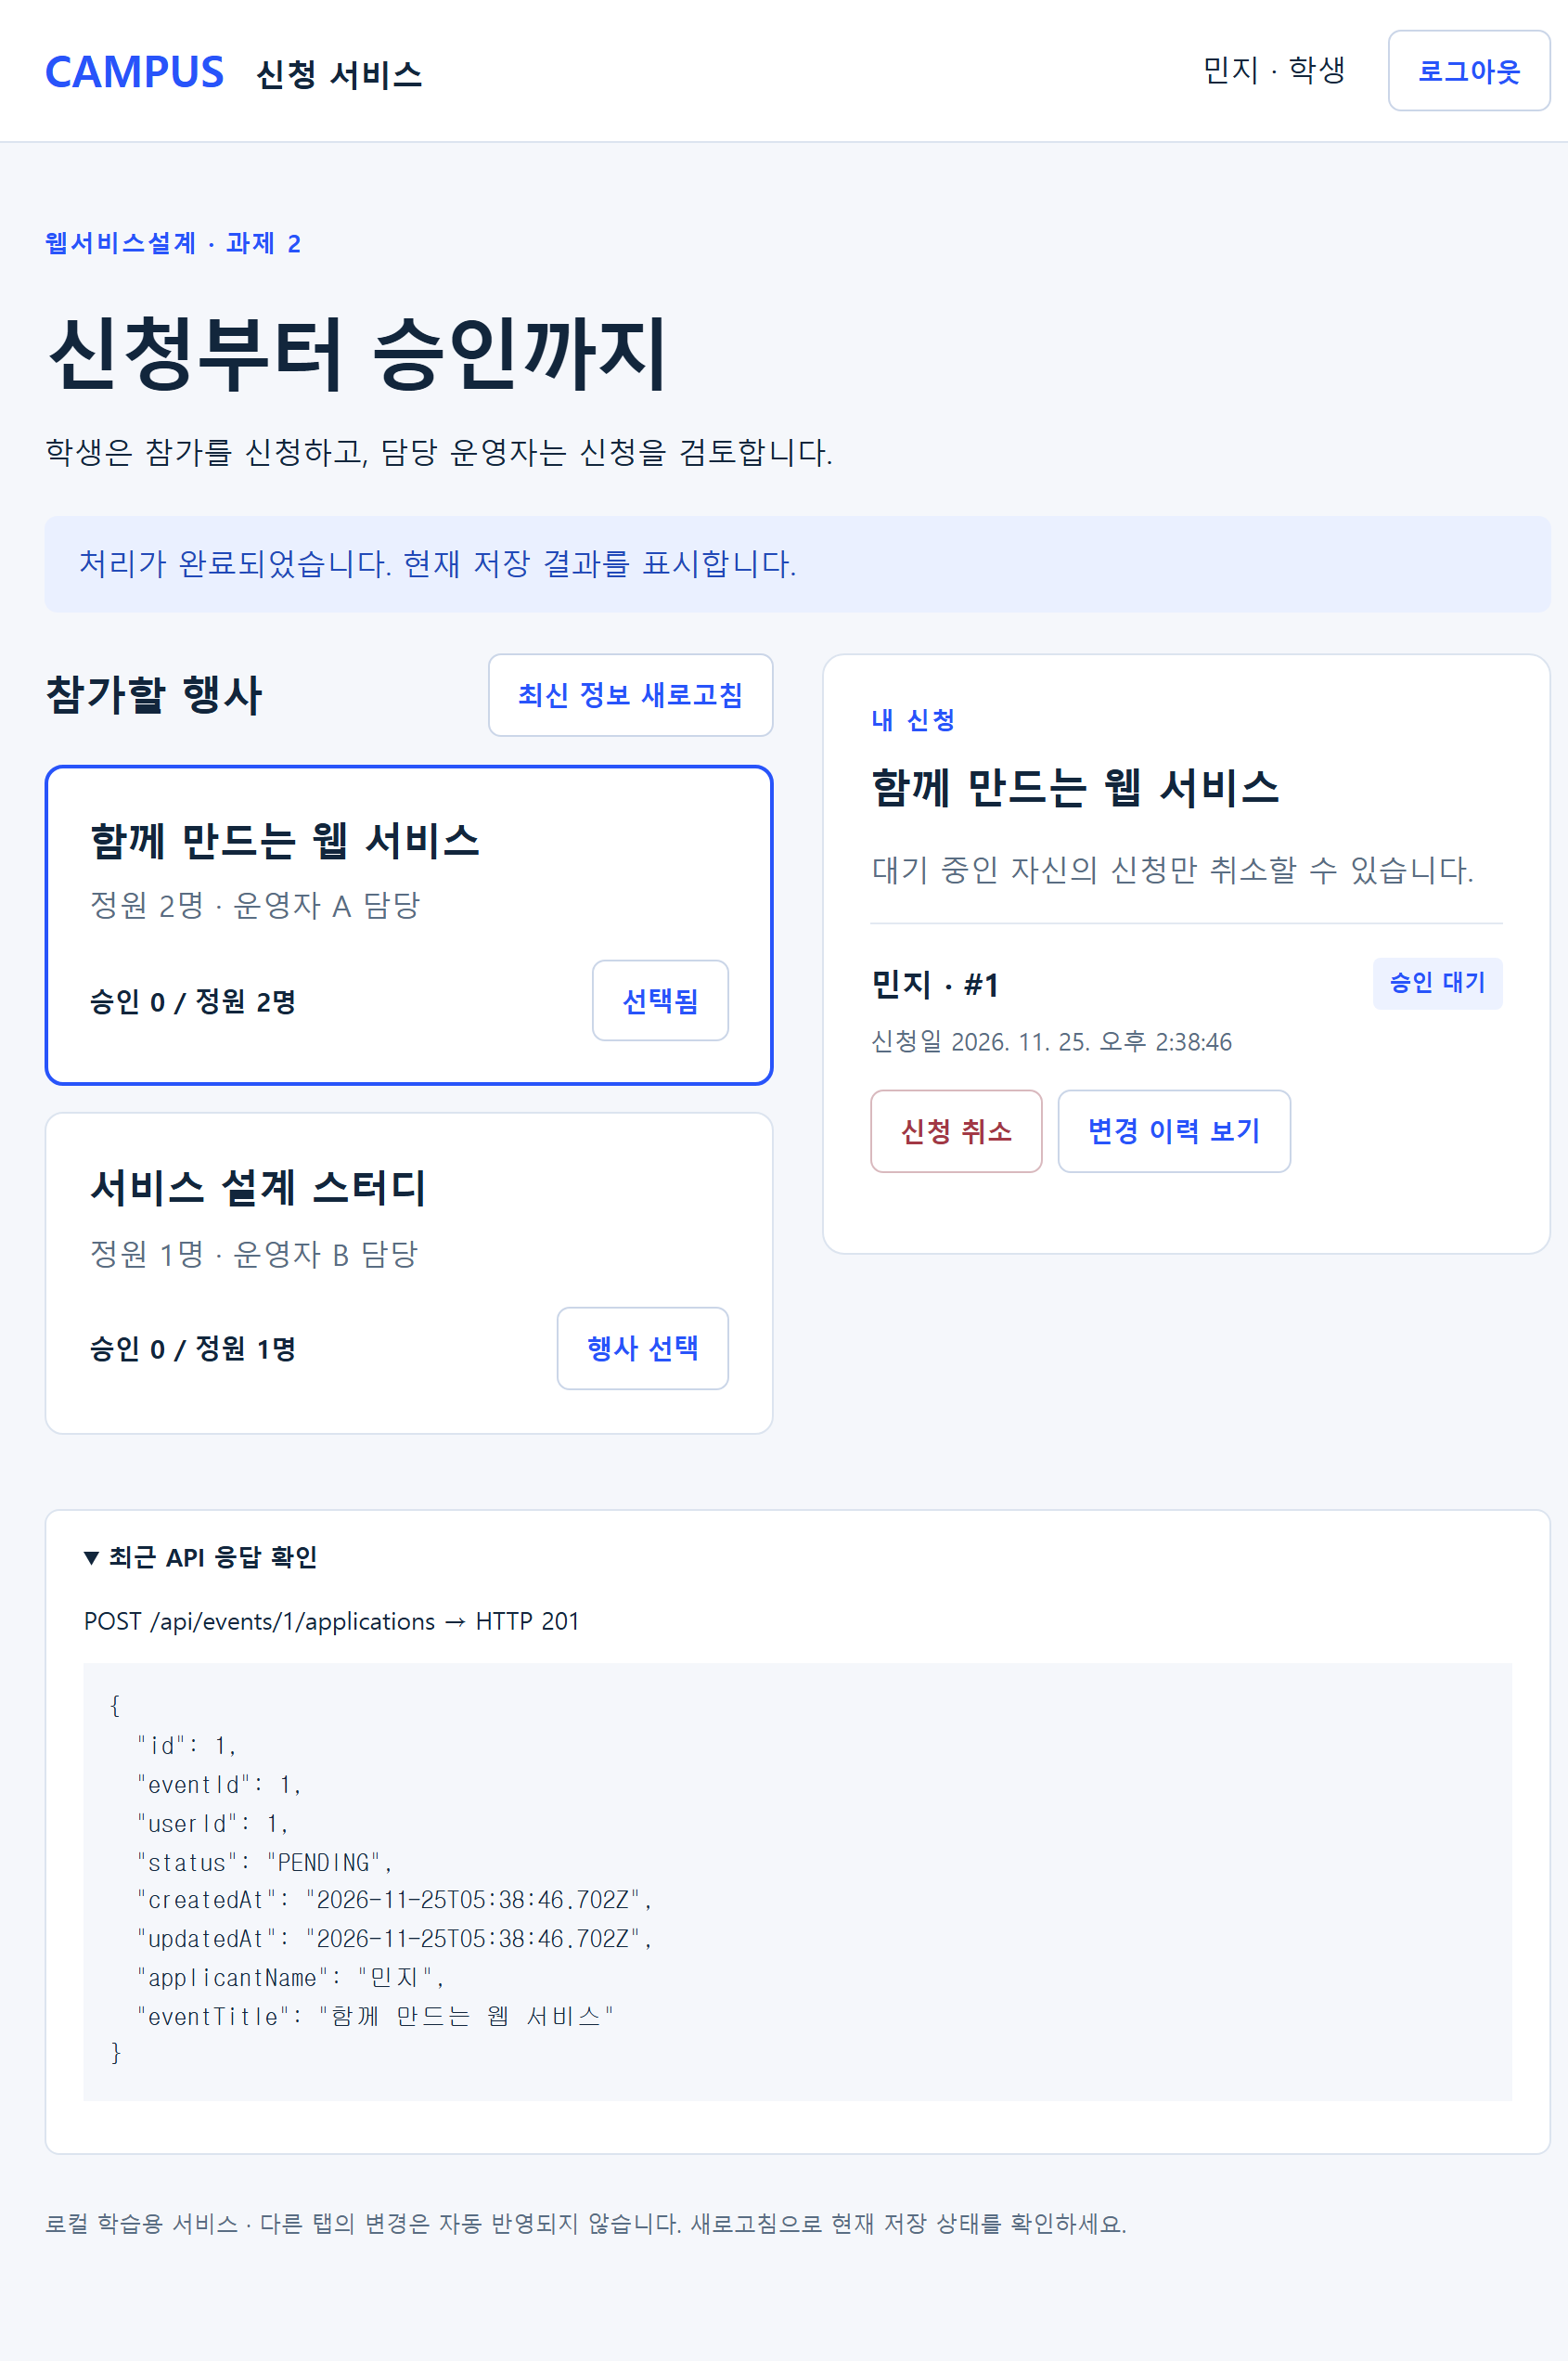 CAMPUS 신청 서비스
민지 · 학생
로그아웃
웹서비스설계 · 과제 2
신청부터 승인까지
학생은 참가를 신청하고, 담당 운영자는 신청을 검토합니다.
처리가 완료되었습니다. 현재 저장 결과를 표시합니다.
참가할 행사
최신 정보 새로고침
함께 만드는 웹 서비스
정원 2명 · 운영자 A 담당
승인 0 / 정원 2명
선택됨
서비스 설계 스터디
정원 1명 · 운영자 B 담당
승인 0 / 정원 1명
행사 선택
내 신청
함께 만드는 웹 서비스
대기 중인 자신의 신청만 취소할 수 있습니다.
민지 · #1
승인 대기
신청일 2026. 11. 25. 오후 2:38:46
신청 취소
변경 이력 보기
▼ 최근 API 응답 확인
POST /api/events/1/applications → HTTP 201
{
  "id": 1,
  "eventId": 1,
  "userId": 1,
  "status": "PENDING",
  "createdAt": "2026-11-25T05:38:46.702Z",
  "updatedAt": "2026-11-25T05:38:46.702Z",
  "applicantName": "민지",
  "eventTitle": "함께 만드는 웹 서비스"
}
로컬 학습용 서비스 · 다른 탭의 변경은 자동 반영되지 않습니다. 새로고침으로 현재 저장 상태를 확인하세요.